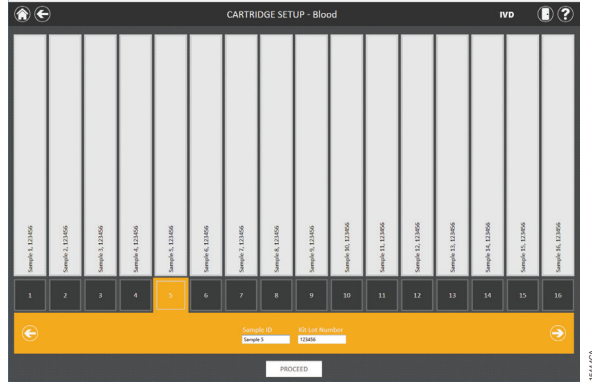 CARTRIDGE SETUP - Blood
IVD
?
Sample 1, 123456
Sample 2, 123456
Sample 3, 123456
Sample 4, 123456
Sample 5, 123456
Sample 6, 123456
Sample 7, 123456
Sample 8, 123456
Sample 9, 123456
Sample 10, 123456
Sample 11, 123456
Sample 12, 123456
Sample 13, 123456
Sample 14, 123456
Sample 15, 123456
Sample 16, 123456
1 2 3 4 5 6 7 8 9 10 11 12 13 14 15 16
Sample ID Kit Lot Number
Sample 5 123456
PROCEED